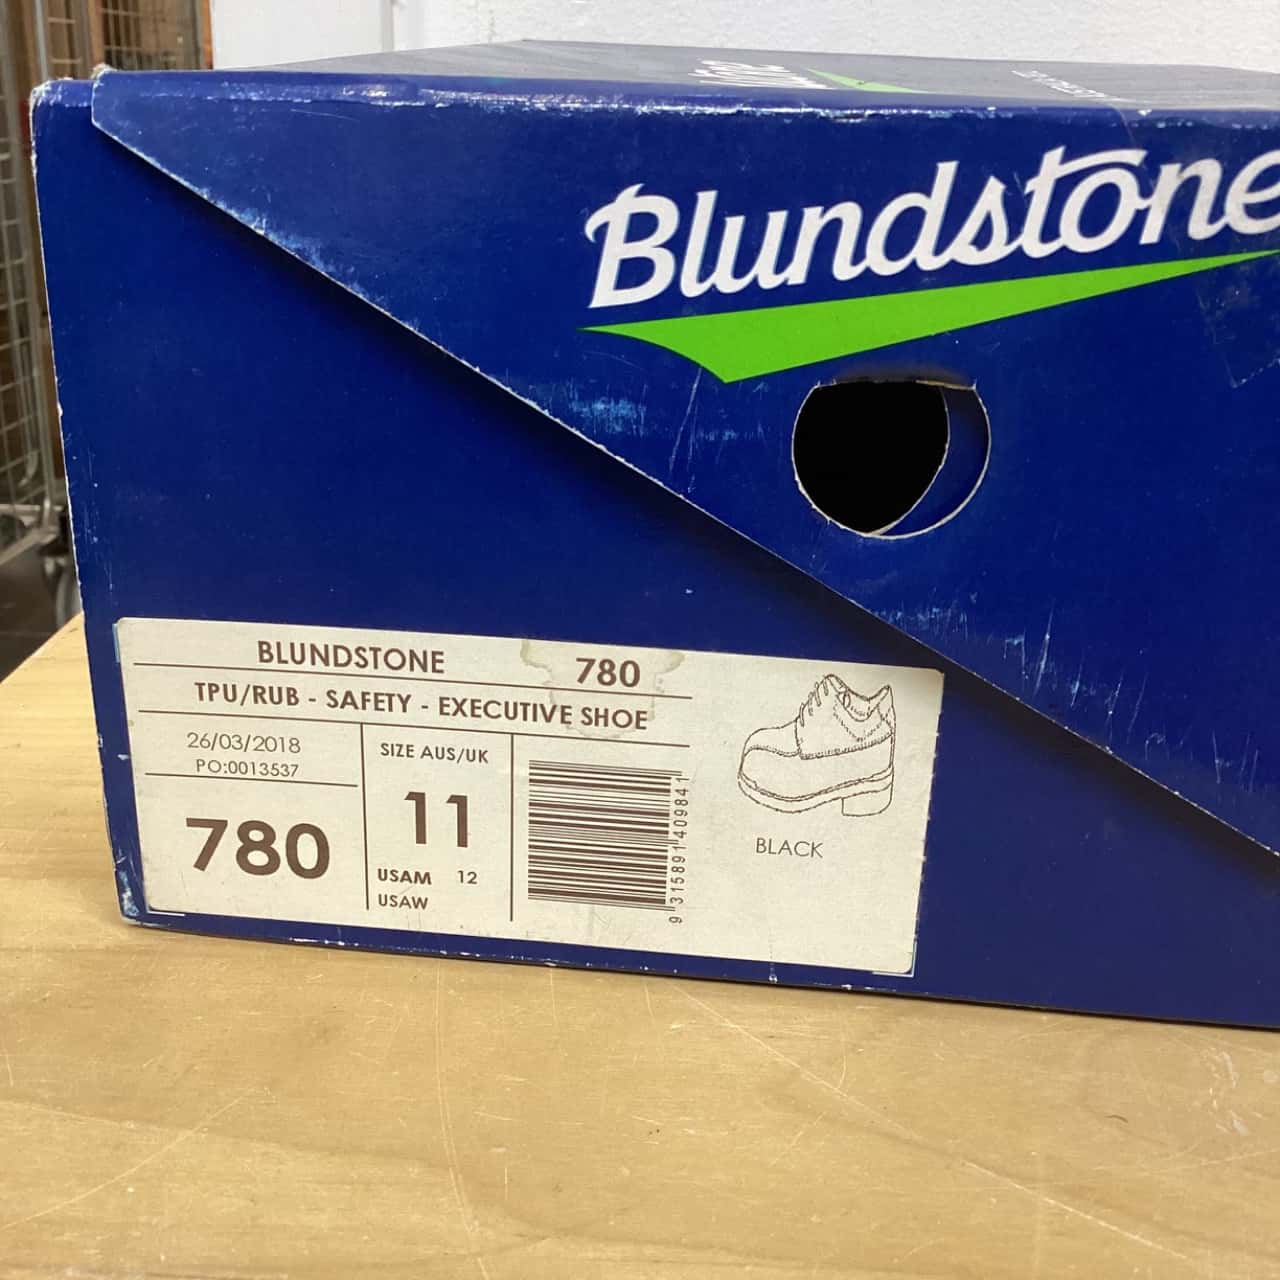 Blundstone
BLUNDSTONE 780
TPU/RUB - SAFETY - EXECUTIVE SHOE
26/03/2018
PO:0013537
780
SIZE AUS/UK
11
USAM 12
USAW
9 315891 409841
BLACK